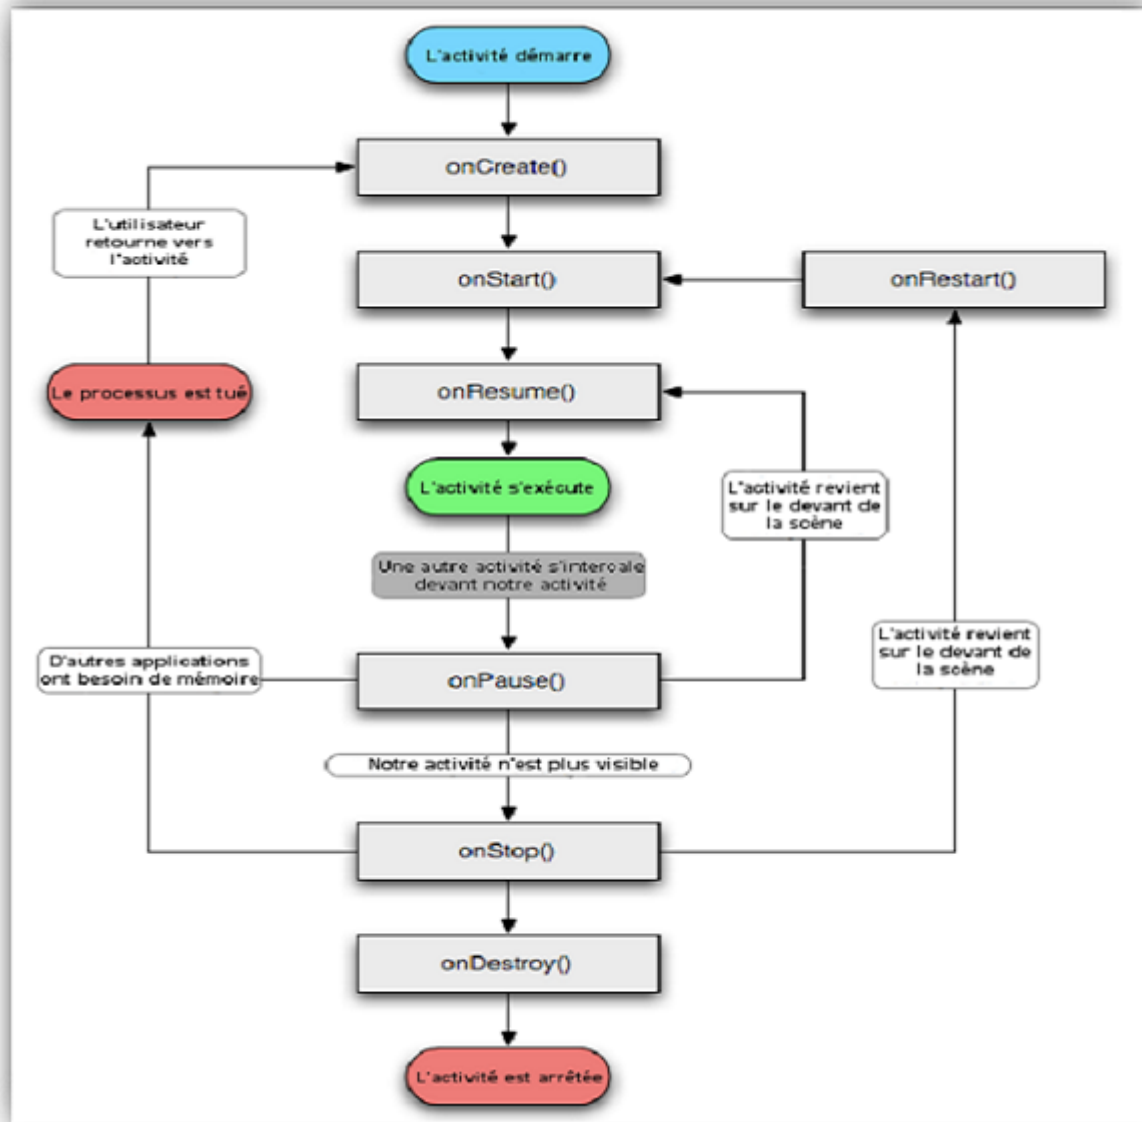 L'activité démarre
onCreate()
L'utilisateur
retourne vers
l'activité
onStart()
onRestart()
Le processus est tué
onResume()
L'activité s'exécute
L'activité revient
sur le devant de
la scène
Une autre activité s'intercale
devant notre activité
L'activité revient
sur le devant de
la scène
D'autres applications
ont besoin de mémoire
onPause()
Notre activité n'est plus visible
onStop()
onDestroy()
L'activité est arrêtée